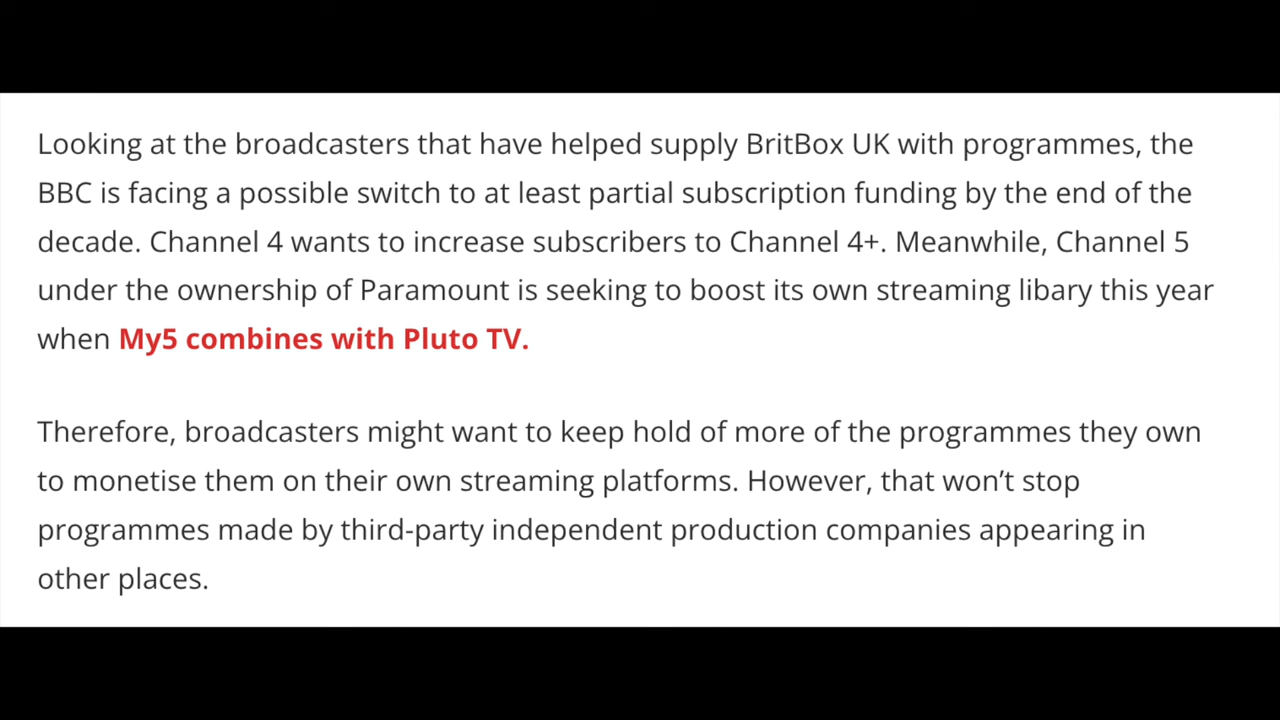 Looking at the broadcasters that have helped supply BritBox UK with programmes, the
BBC is facing a possible switch to at least partial subscription funding by the end of the
decade. Channel 4 wants to increase subscribers to Channel 4+. Meanwhile, Channel 5
under the ownership of Paramount is seeking to boost its own streaming libary this year
when My5 combines with Pluto TV.
Therefore, broadcasters might want to keep hold of more of the programmes they own
to monetise them on their own streaming platforms. However, that won’t stop
programmes made by third-party independent production companies appearing in
other places.